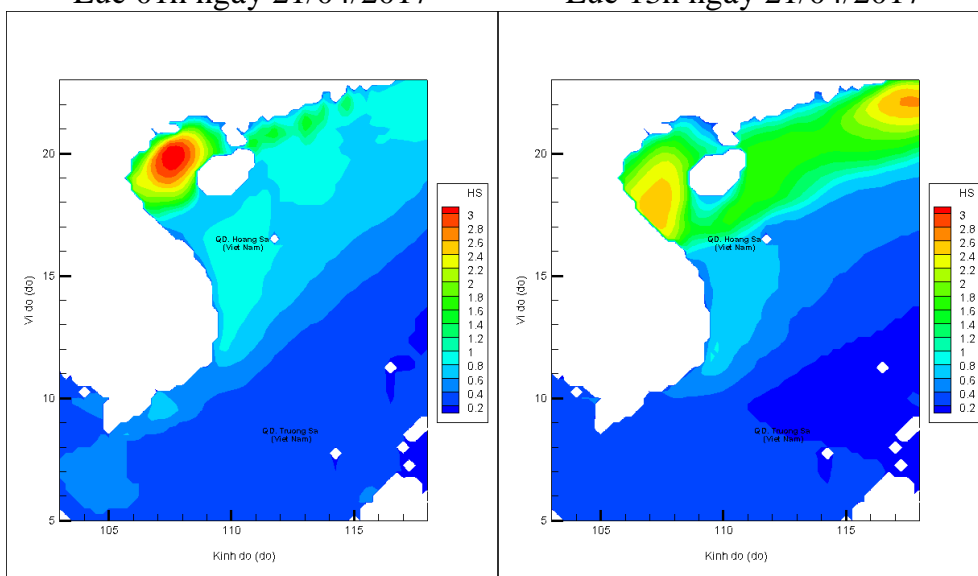 Lúc 01h ngày 21/04/2017
20
15
10
5
105
110
115
Vi do (do)
Kinh do (do)
QD. Hoang Sa
(Viet Nam)
QD. Truong Sa
(Viet Nam)
HS
3
2.8
2.6
2.4
2.2
2
1.8
1.6
1.4
1.2
1
0.8
0.6
0.4
0.2
Lúc 13h ngày 21/04/2017
20
15
10
5
105
110
115
Vi do (do)
Kinh do (do)
QD. Hoang Sa
(Viet Nam)
QD. Truong Sa
(Viet Nam)
HS
3
2.8
2.6
2.4
2.2
2
1.8
1.6
1.4
1.2
1
0.8
0.6
0.4
0.2